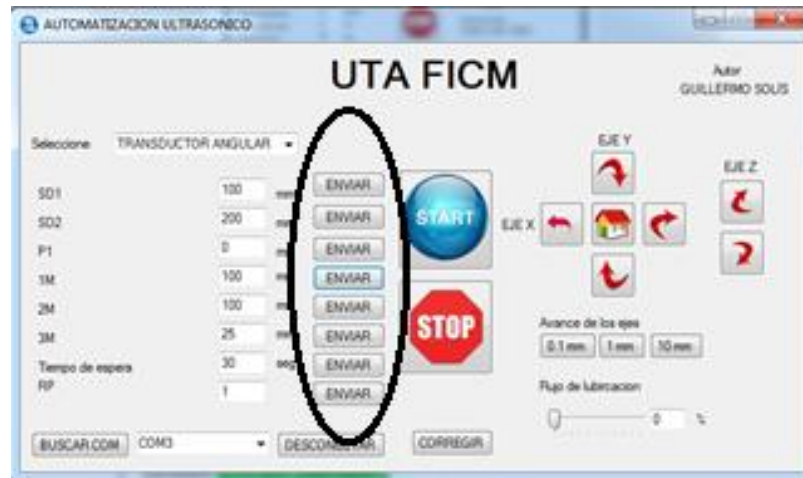 AUTOMATIZACION ULTRASONICO
UTA FICM
Autor
GUILLERMO SOLIS
Seleccione TRANSDUCTOR ANGULAR
SD1 100 ENVIAR
SD2 200 ENVIAR
P1 0 ENVIAR
1M 100 ENVIAR
2M 100 ENVIAR
3M 25 ENVIAR
Tiempo de espera 30 seg ENVIAR
RP 1 ENVIAR
START
STOP
EJE Y
EJE X
EJE Z
Avance de los ejes
0.1 mm 1 mm 10 mm
Flujo de lubricacion
0 %
BUSCAR COM COM3 DESCONECTAR CORREGIR